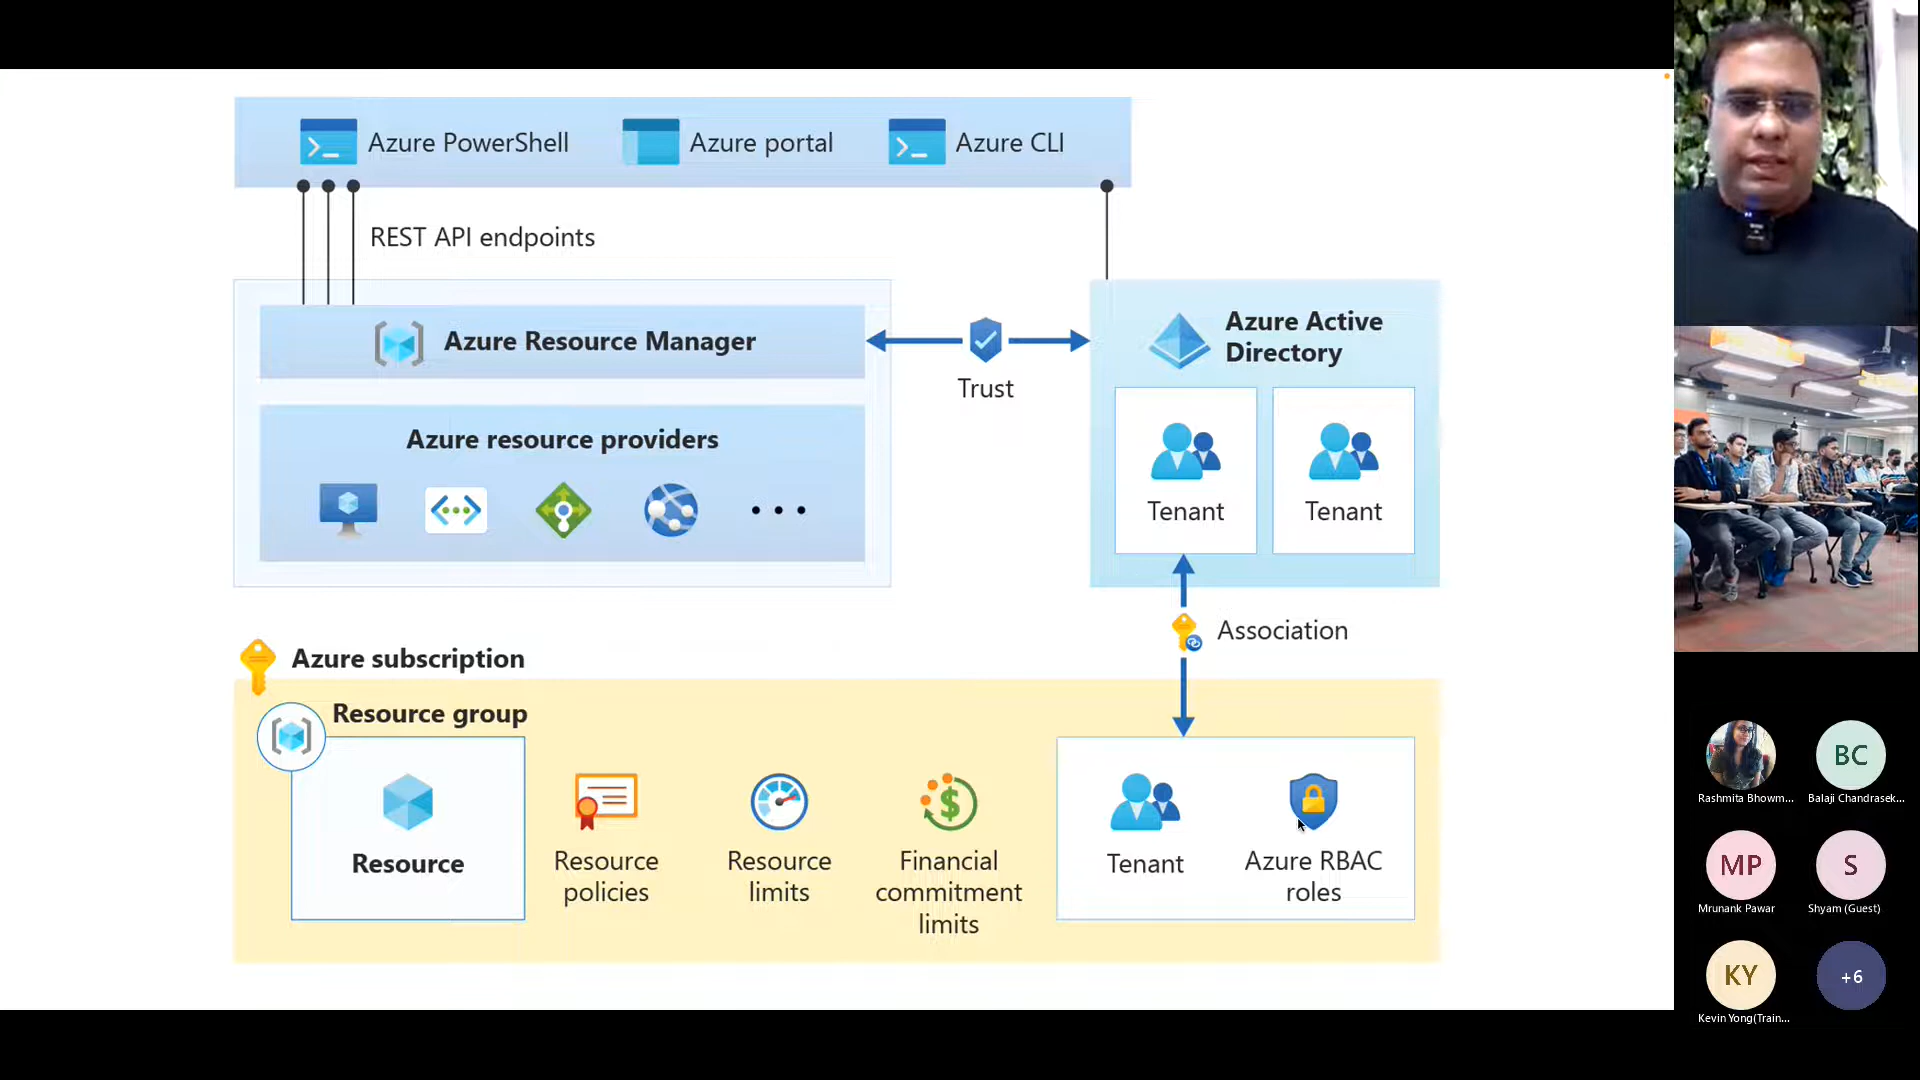 Azure PowerShell
Azure portal
Azure CLI
REST API endpoints
Azure Resource Manager
Trust
Azure Active
Directory
Azure resource providers
Tenant
Tenant
Association
Azure subscription
Resource group
Resource
Resource
policies
Resource
limits
Financial
commitment
limits
Tenant
Azure RBAC
roles
BC
Rashmita Bhowm...
Balaji Chandrasek...
MP
S
Mrunank Pawar
Shyam (Guest)
KY
+6
Kevin Yong(Train...